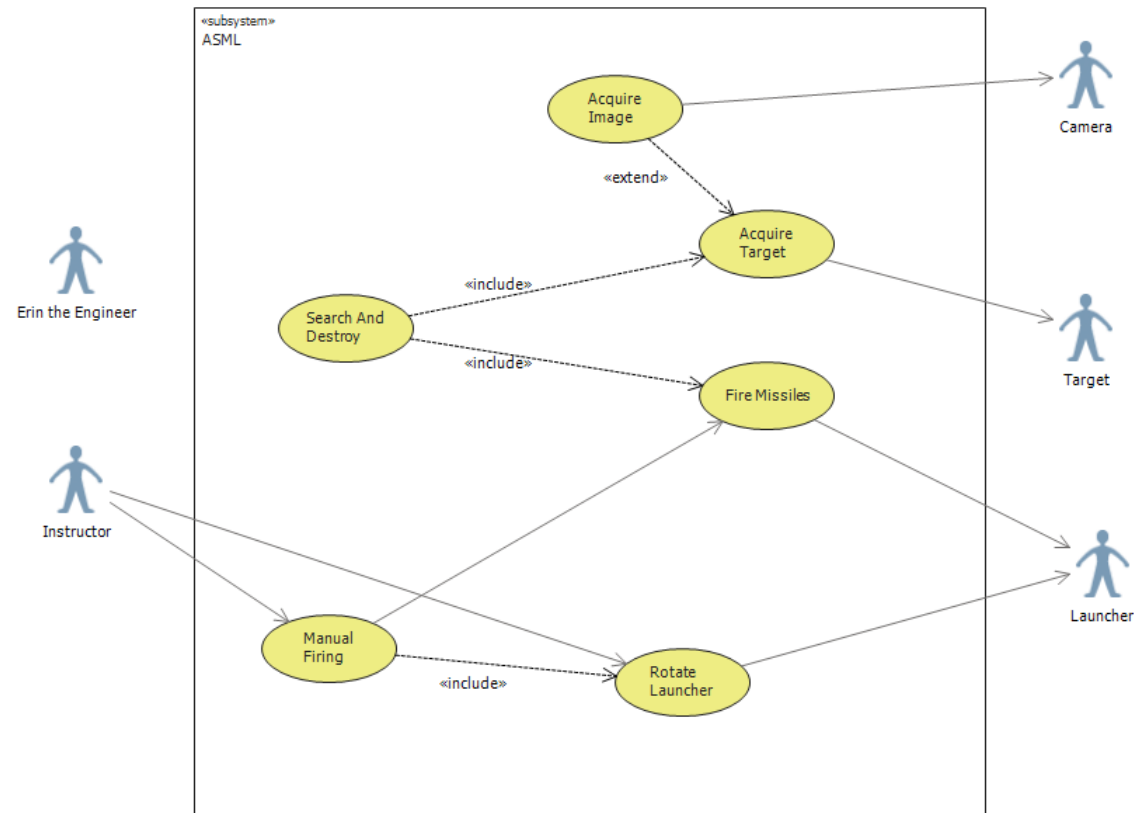 «subsystem»
ASML
Acquire
Image
Camera
«extend»
Acquire
Target
Erin the Engineer
«include»
Search And
Destroy
«include»
Target
Fire Missiles
Instructor
Launcher
Manual
Firing
«include»
Rotate
Launcher